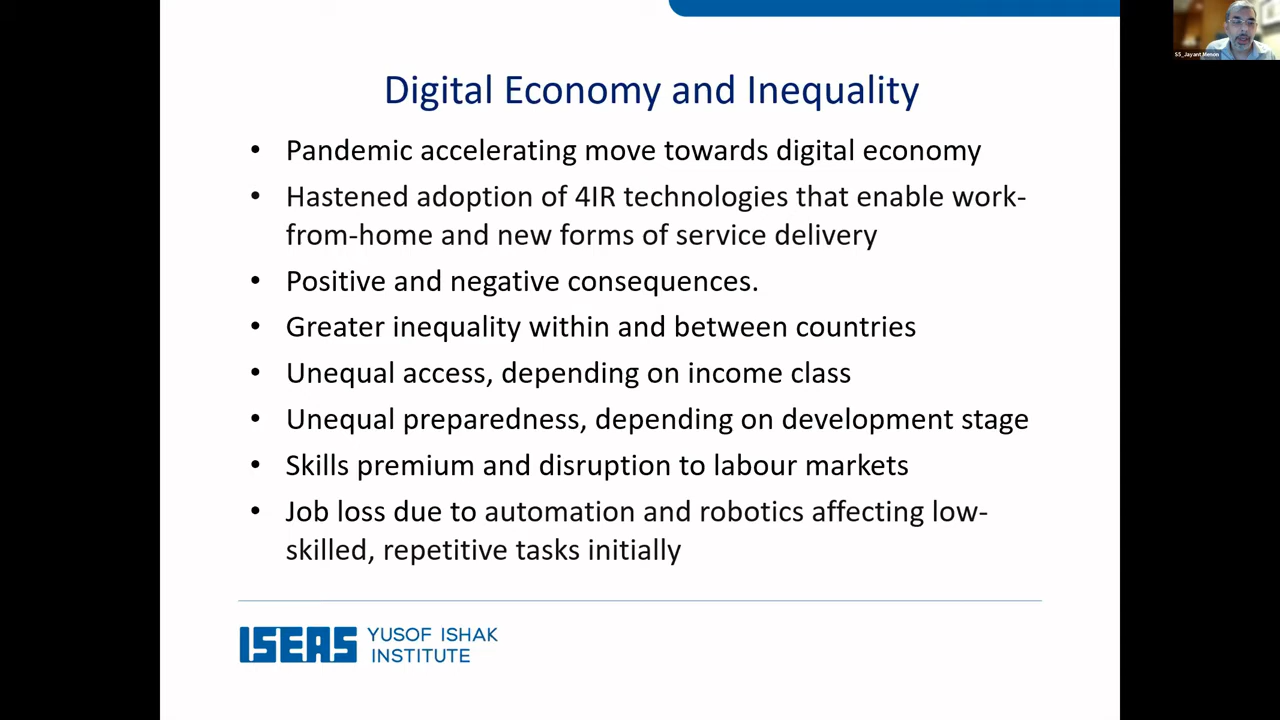 S5_Jayant Menon
Digital Economy and Inequality
• Pandemic accelerating move towards digital economy
• Hastened adoption of 4IR technologies that enable work-
from-home and new forms of service delivery
• Positive and negative consequences.
• Greater inequality within and between countries
• Unequal access, depending on income class
• Unequal preparedness, depending on development stage
• Skills premium and disruption to labour markets
• Job loss due to automation and robotics affecting low-
skilled, repetitive tasks initially
ISEAS YUSOF ISHAK
INSTITUTE